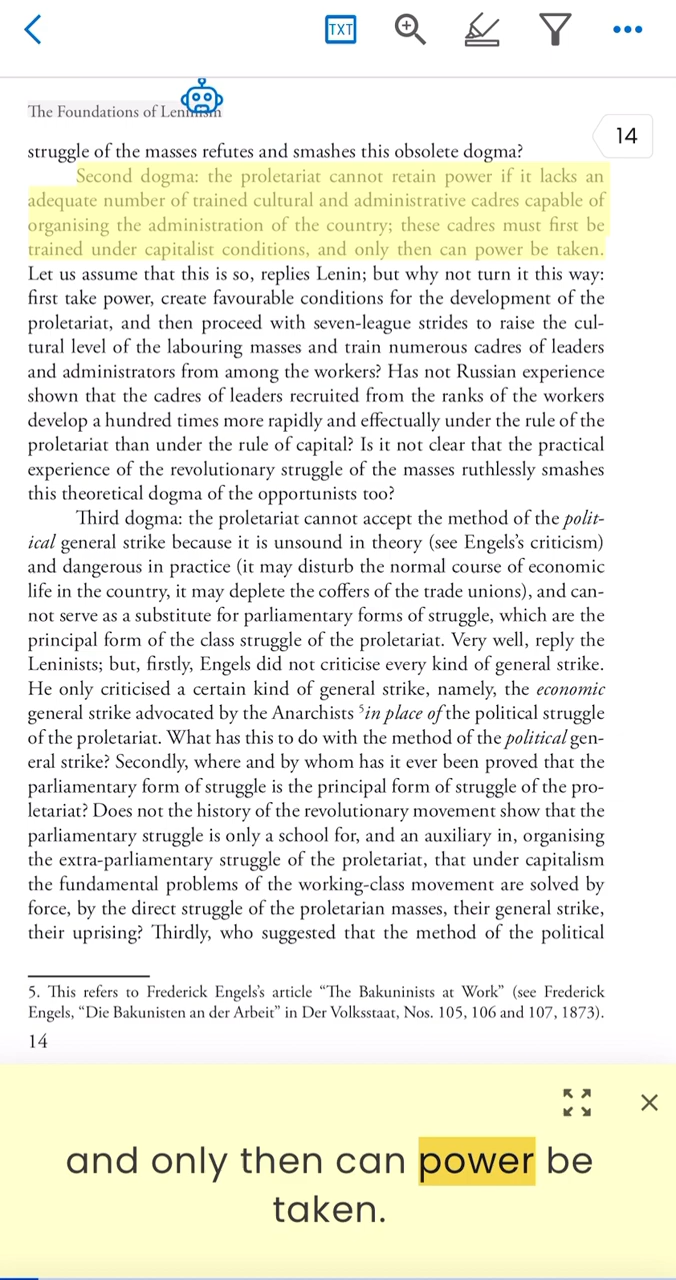 TXT
The Foundations of Leninism
14
struggle of the masses refutes and smashes this obsolete dogma?
Second dogma: the proletariat cannot retain power if it lacks an
adequate number of trained cultural and administrative cadres capable of
organising the administration of the country; these cadres must first be
trained under capitalist conditions, and only then can power be taken.
Let us assume that this is so, replies Lenin; but why not turn it this way:
first take power, create favourable conditions for the development of the
proletariat, and then proceed with seven-league strides to raise the cul-
tural level of the labouring masses and train numerous cadres of leaders
and administrators from among the workers? Has not Russian experience
shown that the cadres of leaders recruited from the ranks of the workers
develop a hundred times more rapidly and effectually under the rule of the
proletariat than under the rule of capital? Is it not clear that the practical
experience of the revolutionary struggle of the masses ruthlessly smashes
this theoretical dogma of the opportunists too?
Third dogma: the proletariat cannot accept the method of the polit-
ical general strike because it is unsound in theory (see Engels's criticism)
and dangerous in practice (it may disturb the normal course of economic
life in the country, it may deplete the coffers of the trade unions), and can-
not serve as a substitute for parliamentary forms of struggle, which are the
principal form of the class struggle of the proletariat. Very well, reply the
Leninists; but, firstly, Engels did not criticise every kind of general strike.
He only criticised a certain kind of general strike, namely, the economic
general strike advocated by the Anarchists ⁵in place of the political struggle
of the proletariat. What has this to do with the method of the political gen-
eral strike? Secondly, where and by whom has it ever been proved that the
parliamentary form of struggle is the principal form of struggle of the pro-
letariat? Does not the history of the revolutionary movement show that the
parliamentary struggle is only a school for, and an auxiliary in, organising
the extra-parliamentary struggle of the proletariat, that under capitalism
the fundamental problems of the working-class movement are solved by
force, by the direct struggle of the proletarian masses, their general strike,
their uprising? Thirdly, who suggested that the method of the political
5. This refers to Frederick Engels's article “The Bakuninists at Work” (see Frederick
Engels, “Die Bakunisten an der Arbeit” in Der Volksstaat, Nos. 105, 106 and 107, 1873).
14
and only then can power be
taken.